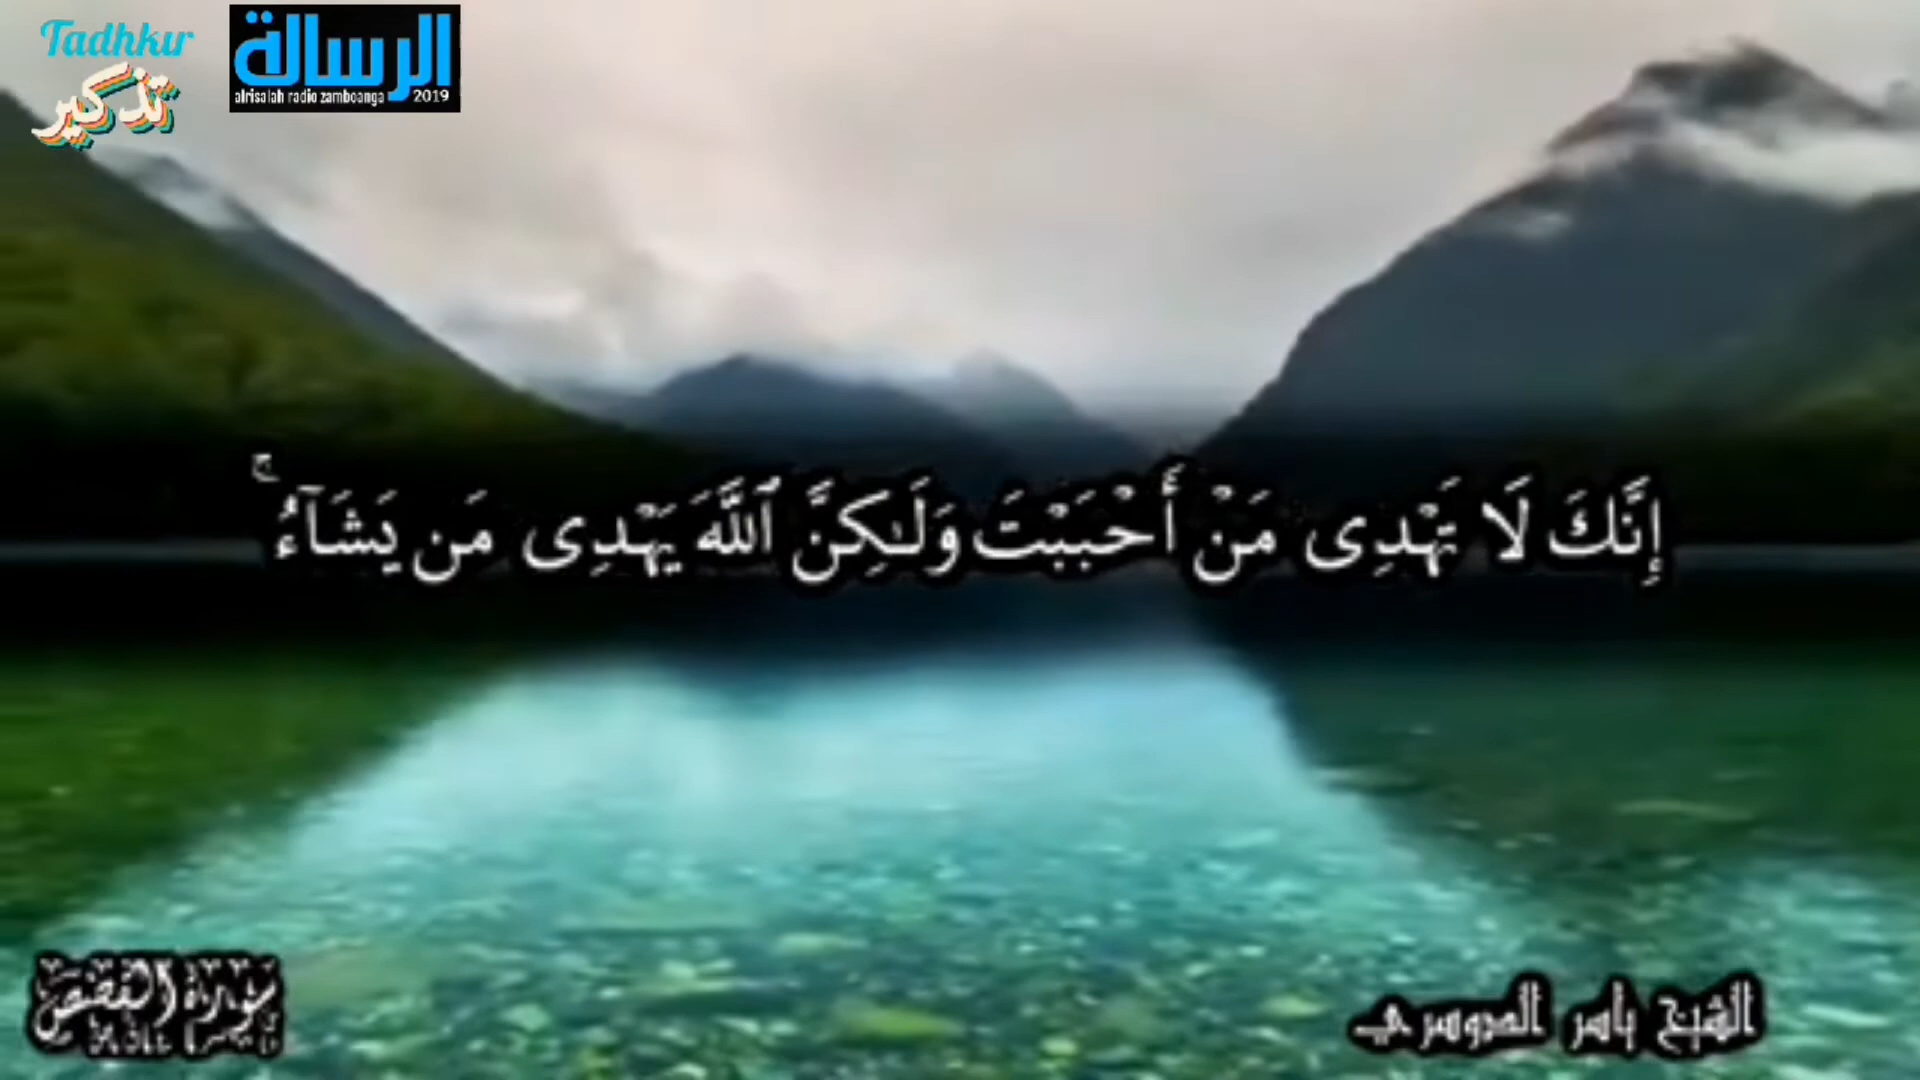 Tadhkir
تذكير
الرسالة
alrisalah radio zamboanga 2019
إِنَّكَ لَا تَهْدِى مَنْ أَحْبَبْتَ وَلَـٰكِنَّ ٱللَّهَ يَهْدِى مَن يَشَآءُ ۚ
سورة القصص
الشيخ ياسر الدوسري